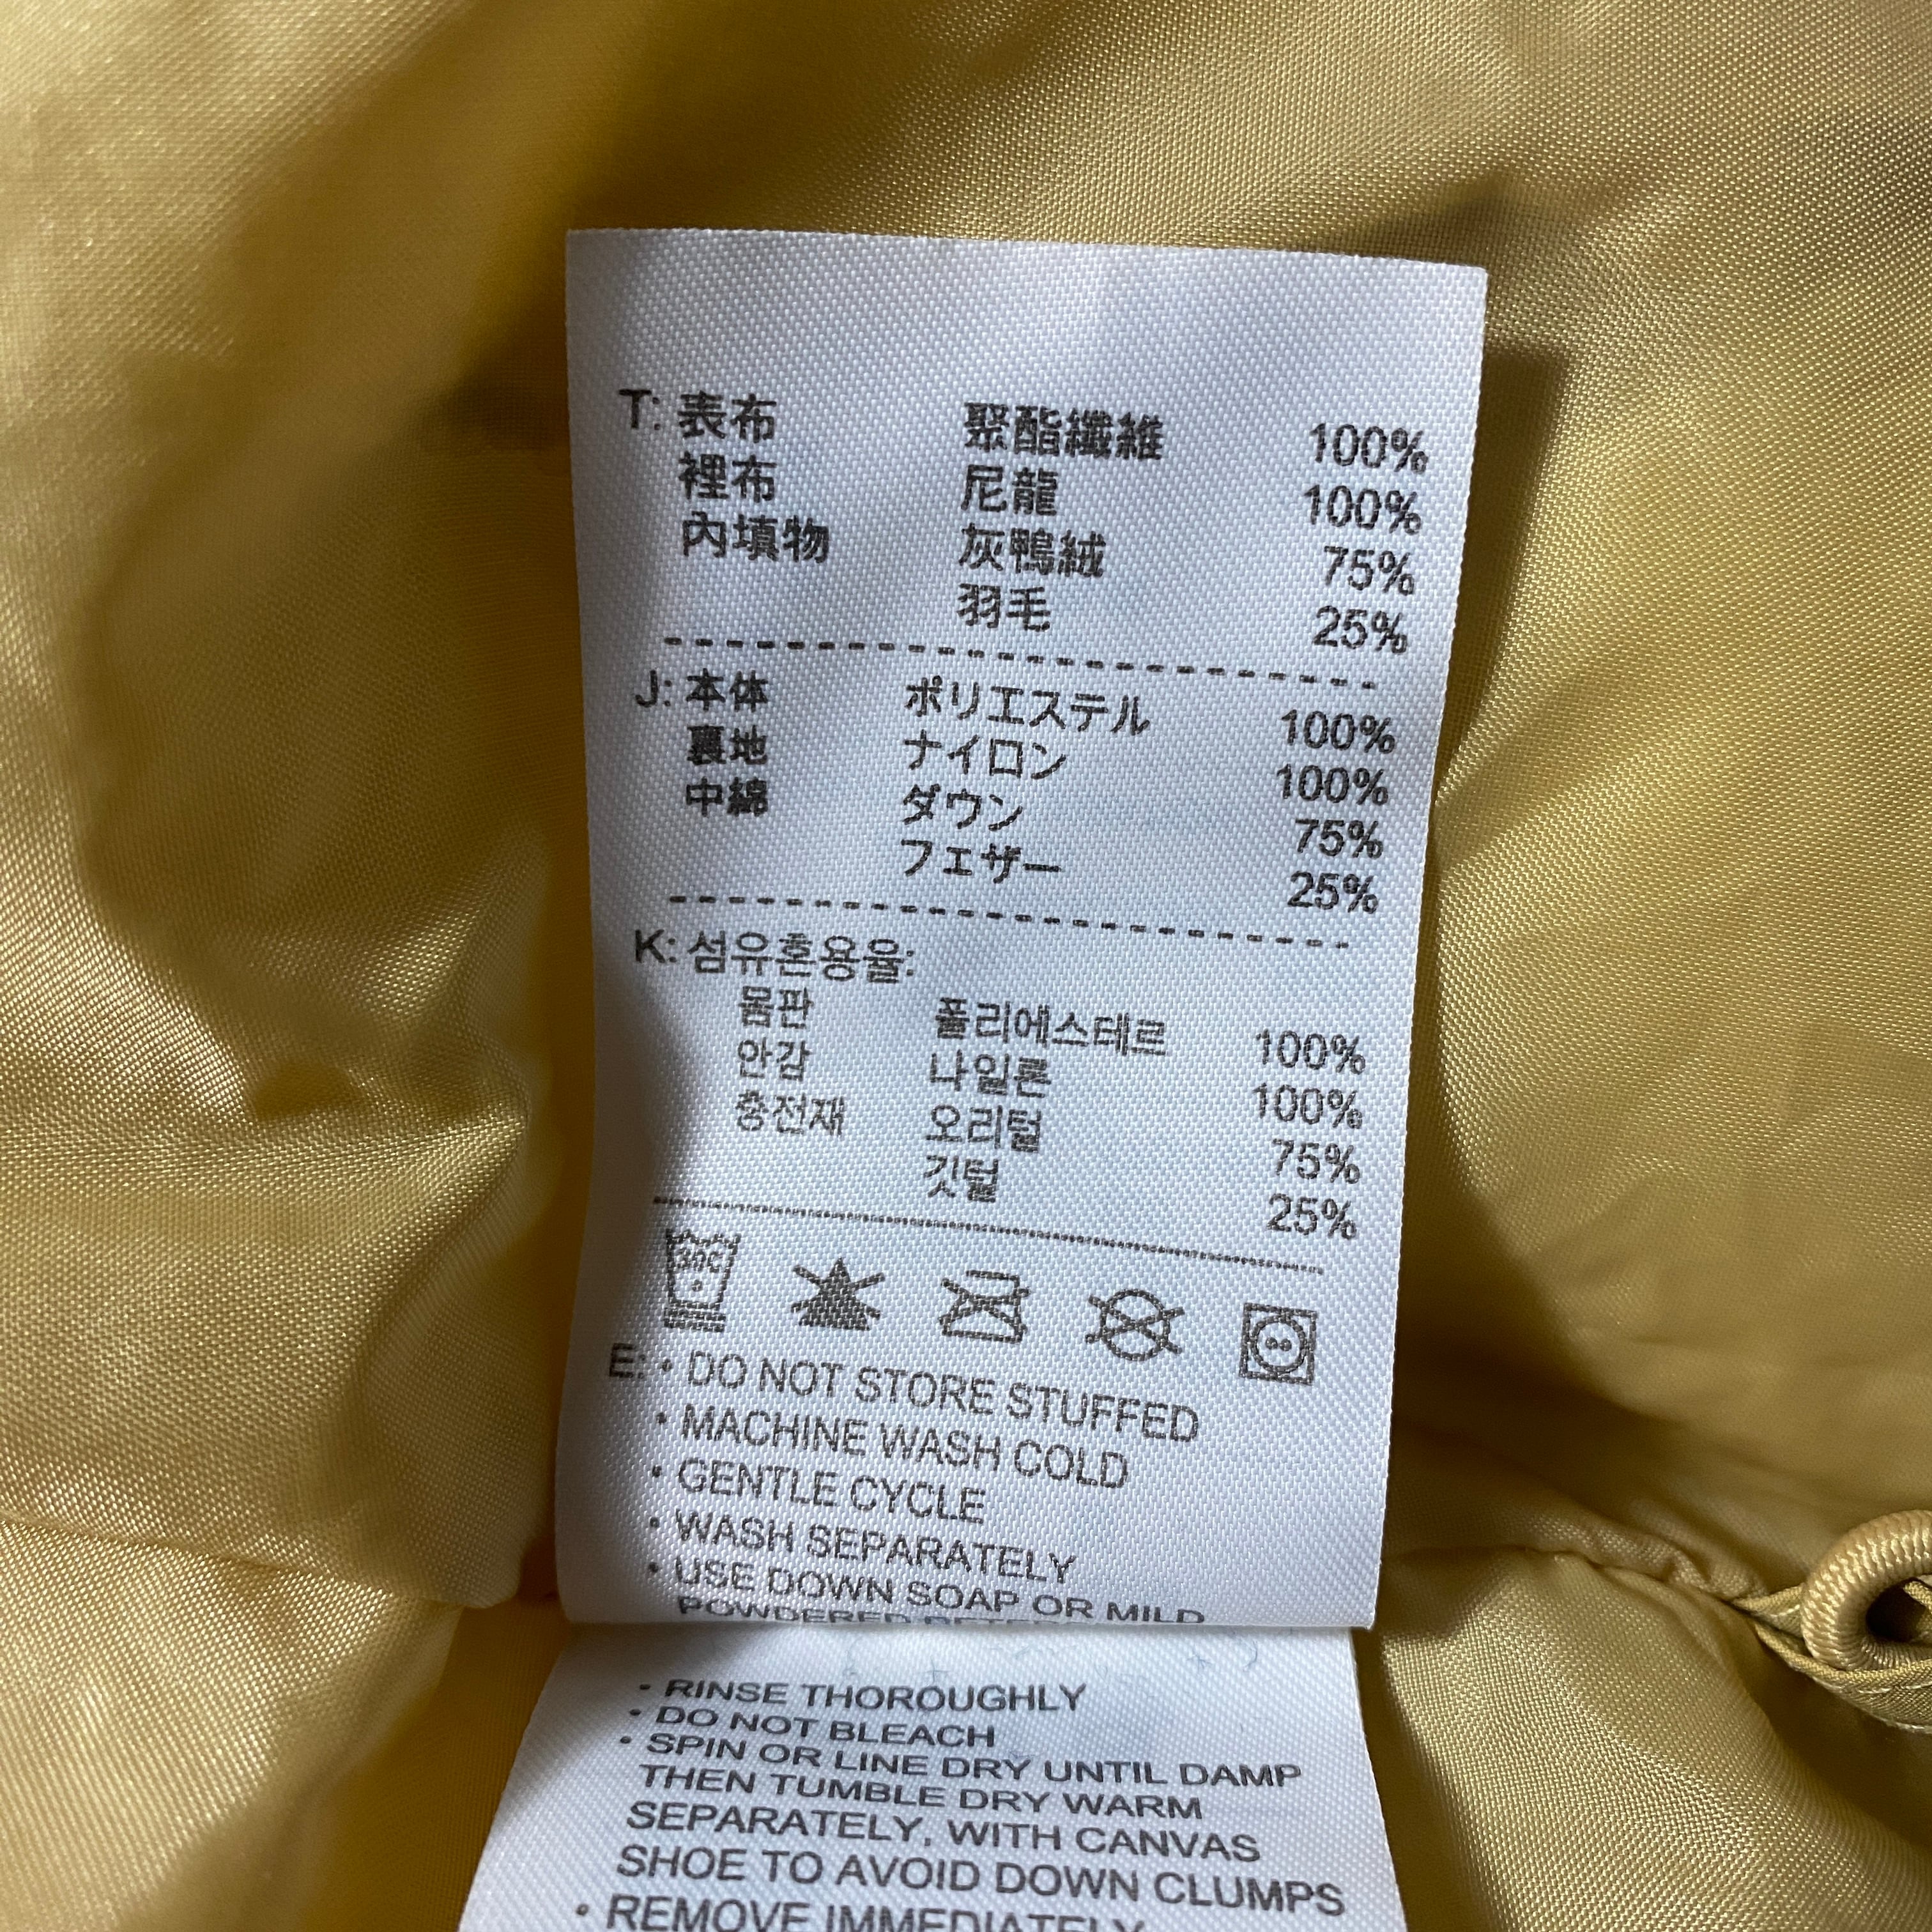 T: 表布 聚酯纖維 100%
裡布 尼龍 100%
內填物 灰鴨絨 75%
羽毛 25%
J: 本体 ポリエステル 100%
裏地 ナイロン 100%
中綿 ダウン 75%
フェザー 25%
K: 섬유혼용율:
몸판 폴리에스테르 100%
안감 나일론 100%
충전재 오리털 75%
깃털 25%
30C
E: • DO NOT STORE STUFFED
• MACHINE WASH COLD
• GENTLE CYCLE
• WASH SEPARATELY
• USE DOWN SOAP OR MILD
POWDERED
• RINSE THOROUGHLY
• DO NOT BLEACH
• SPIN OR LINE DRY UNTIL DAMP
THEN TUMBLE DRY WARM
SEPARATELY, WITH CANVAS
SHOE TO AVOID DOWN CLUMPS
• REMOVE IMMEDIATELY